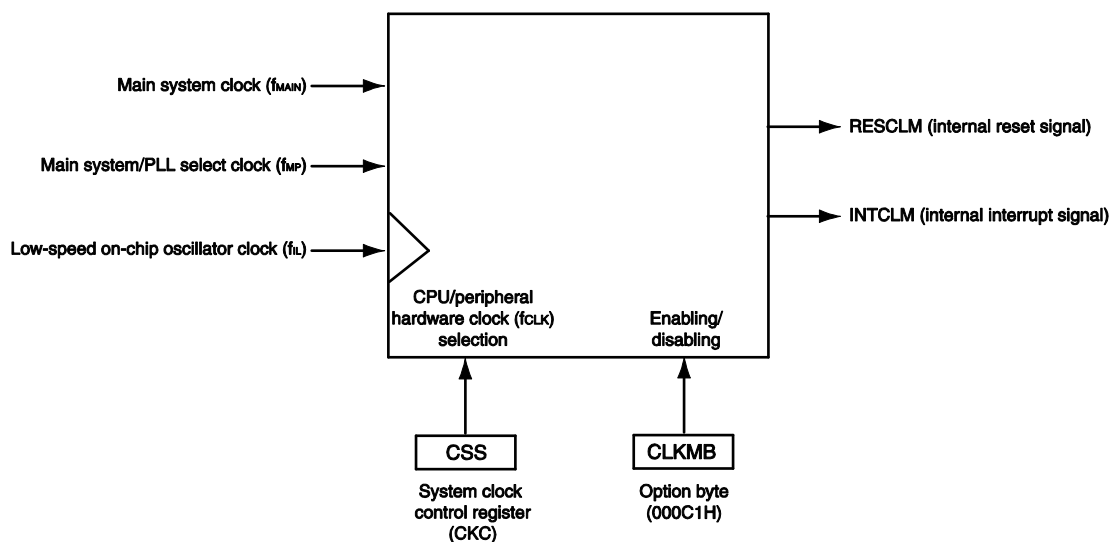 Main system clock (fMAIN)
RESCLM (internal reset signal)
Main system/PLL select clock (fMP)
INTCLM (internal interrupt signal)
Low-speed on-chip oscillator clock (fIL)
CPU/peripheral
hardware clock (fCLK)
selection
Enabling/
disabling
CSS
System clock
control register
(CKC)
CLKMB
Option byte
(000C1H)